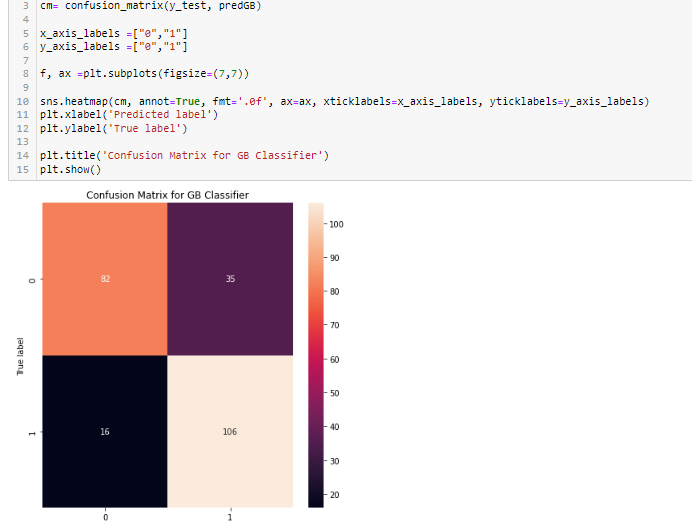 3 cm= confusion_matrix(y_test, predGB)
4
5 x_axis_labels =["0","1"]
6 y_axis_labels =["0","1"]
7
8 f, ax =plt.subplots(figsize=(7,7))
9
10 sns.heatmap(cm, annot=True, fmt='.0f', ax=ax, xticklabels=x_axis_labels, yticklabels=y_axis_labels)
11 plt.xlabel('Predicted label')
12 plt.ylabel('True label')
13
14 plt.title('Confusion Matrix for GB Classifier')
15 plt.show()
Confusion Matrix for GB Classifier
100
90
80
70
60
50
40
30
20
0
82 35
True label
1
16 106
0 1